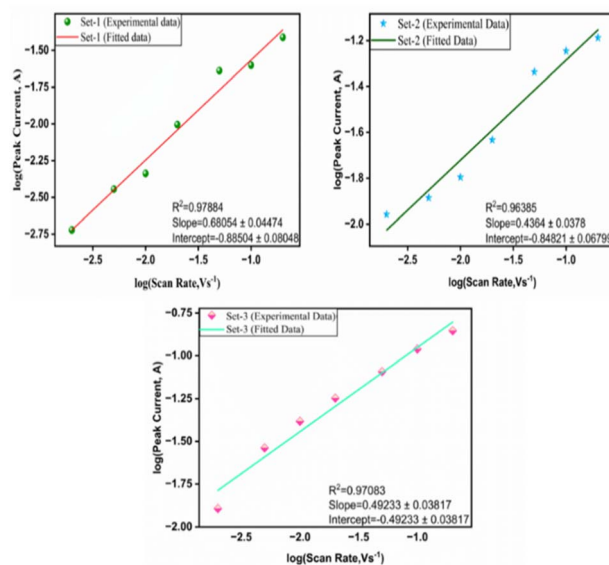 Set-1 (Experimental data)
Set-1 (Fitted data)
-1.50
-1.75
-2.00
-2.25
-2.50
-2.75
log(Peak Current, A)
R²=0.97884
Slope=0.68054 ± 0.04474
Intercept=-0.88504 ± 0.08048
-2.5 -2.0 -1.5 -1.0
log(Scan Rate,Vs⁻¹)
Set-2 (Experimental data)
Set-2 (Fitted data)
-1.2
-1.6
-1.8
-2.0
log(Peak Current, A)
R²=0.96385
Slope=0.4364 ± 0.0378
Intercept=-0.84821 ± 0.06799
-2.5 -2.0 -1.5 -1.0
log(Scan Rate,Vs⁻¹)
Set-3 (Experimental Data)
Set-3 (Fitted Data)
-0.75
-1.00
-1.25
-1.50
-1.75
-2.00
log(Peak Current, A)
R²=0.97083
Slope=0.49233 ± 0.03817
Intercept=-0.49233 ± 0.03817
-2.5 -2.0 -1.5 -1.0
log(Scan Rate,Vs⁻¹)